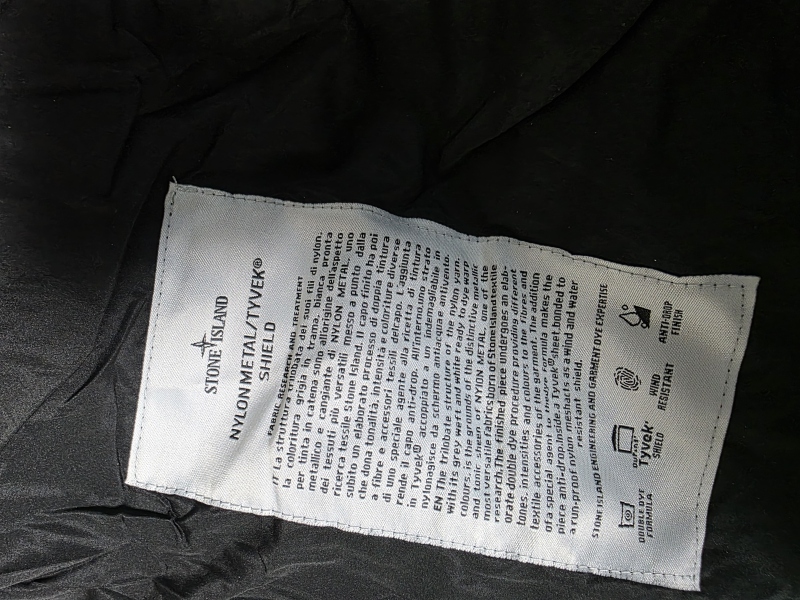 STONE ISLAND
NYLON METAL/TYVEK®
SHIELD
FABRIC RESEARCH AND TREATMENT
IT La struttura trilobata dei suoi fili di nylon,
la coloritura grigia in trama, bianca pronta
per tinta in catena sono all'origine dell'aspetto
metallico e cangiante di NYLON METAL, uno
dei tessuti più versatili messo a punto dalla
ricerca tessile Stone Island. Il capo finito ha poi
subito un elaborato processo di doppia tintura
che dona tonalità, intensità e coloriture diverse
a fibre e accessori tessili del capo. L'aggiunta
di uno speciale agente alla ricetta di tintura
rende il capo anti-drop. All'interno uno strato
in Tyvek® accoppiato a un indemagliabile in
nylon agisce da schermo antiacqua e antivento.
EN The trilobate structure of the nylon yarn,
with its grey weft and white ready to dye warp
colours, is the grounds of the distinctive metallic
and tonic sheen of NYLON METAL, one of the
most versatile fabrics born of Stone Island textile
research. The finished piece undergoes an elab-
orate double dye procedure providing different
tones, intensities and colours to the fibres and
textile accessories of the garment. The addition
of a special agent to the dye formula makes the
piece anti-drop. Inside a Tyvek® sheet bonded to
a run-proof nylon mesh acts as a wind and water
resistant shield.
STONE ISLAND ENGINEERING AND GARMENT DYE EXPERTISE
DOUBLE DYE
FORMULA
Tyvek
SHIELD
WIND
RESISTANT
ANTI-DROP
FINISH